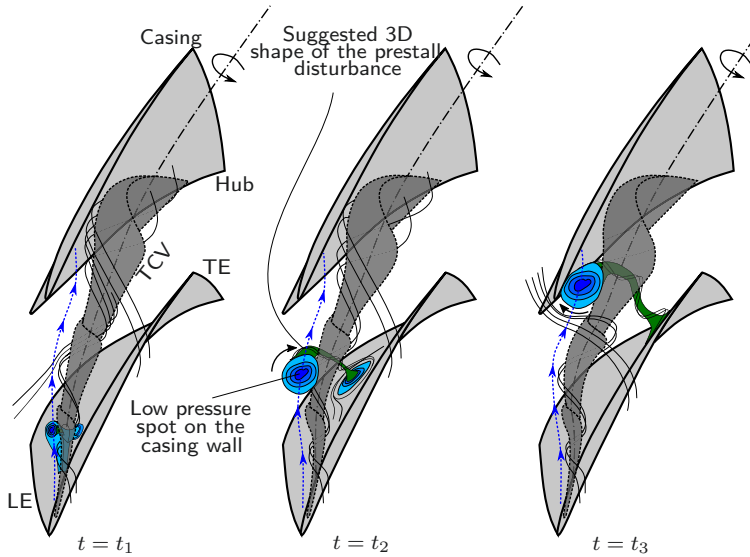 Casing
Suggested 3D
shape of the prestall
disturbance
Hub
TCV
TE
Low pressure
spot on the
casing wall
LE
t = t₁
t = t₂
t = t₃